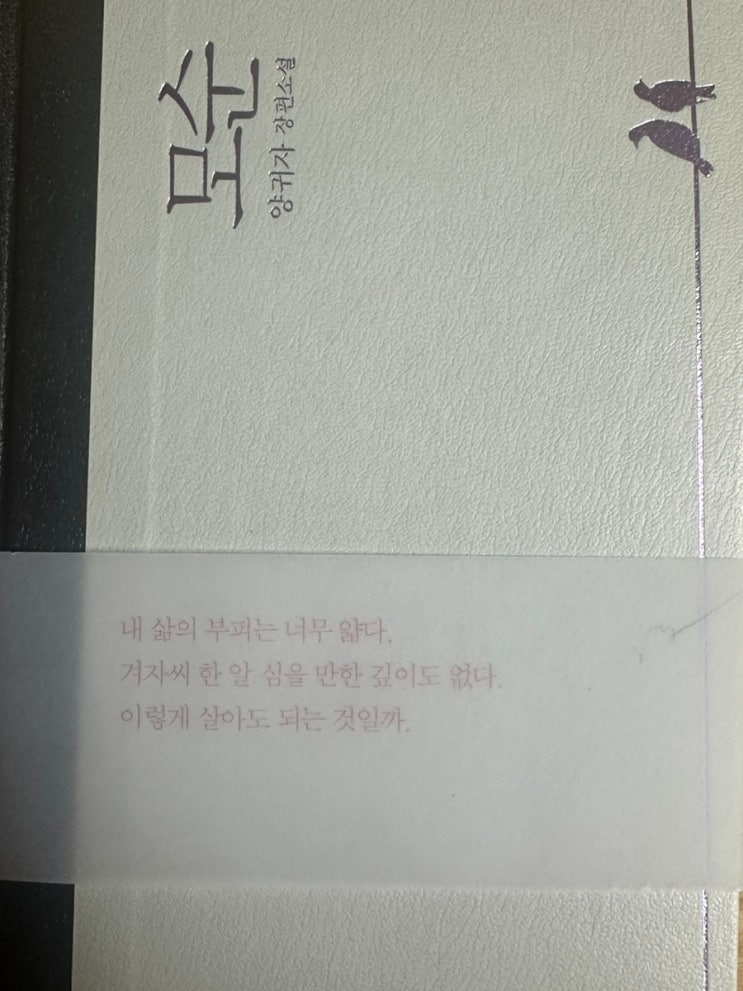 모순
양귀자 장편소설
내 삶의 부피는 너무 얇다.
겨자씨 한 알 심을 만한 깊이도 없다.
이렇게 살아도 되는 것일까.